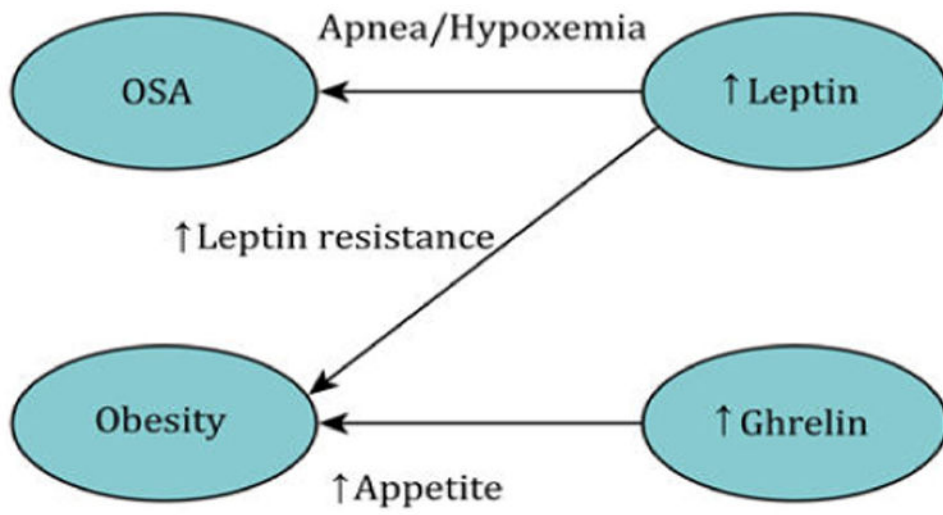 Apnea/Hypoxemia
OSA
↑Leptin
↑Leptin resistance
Obesity
↑Ghrelin
↑Appetite